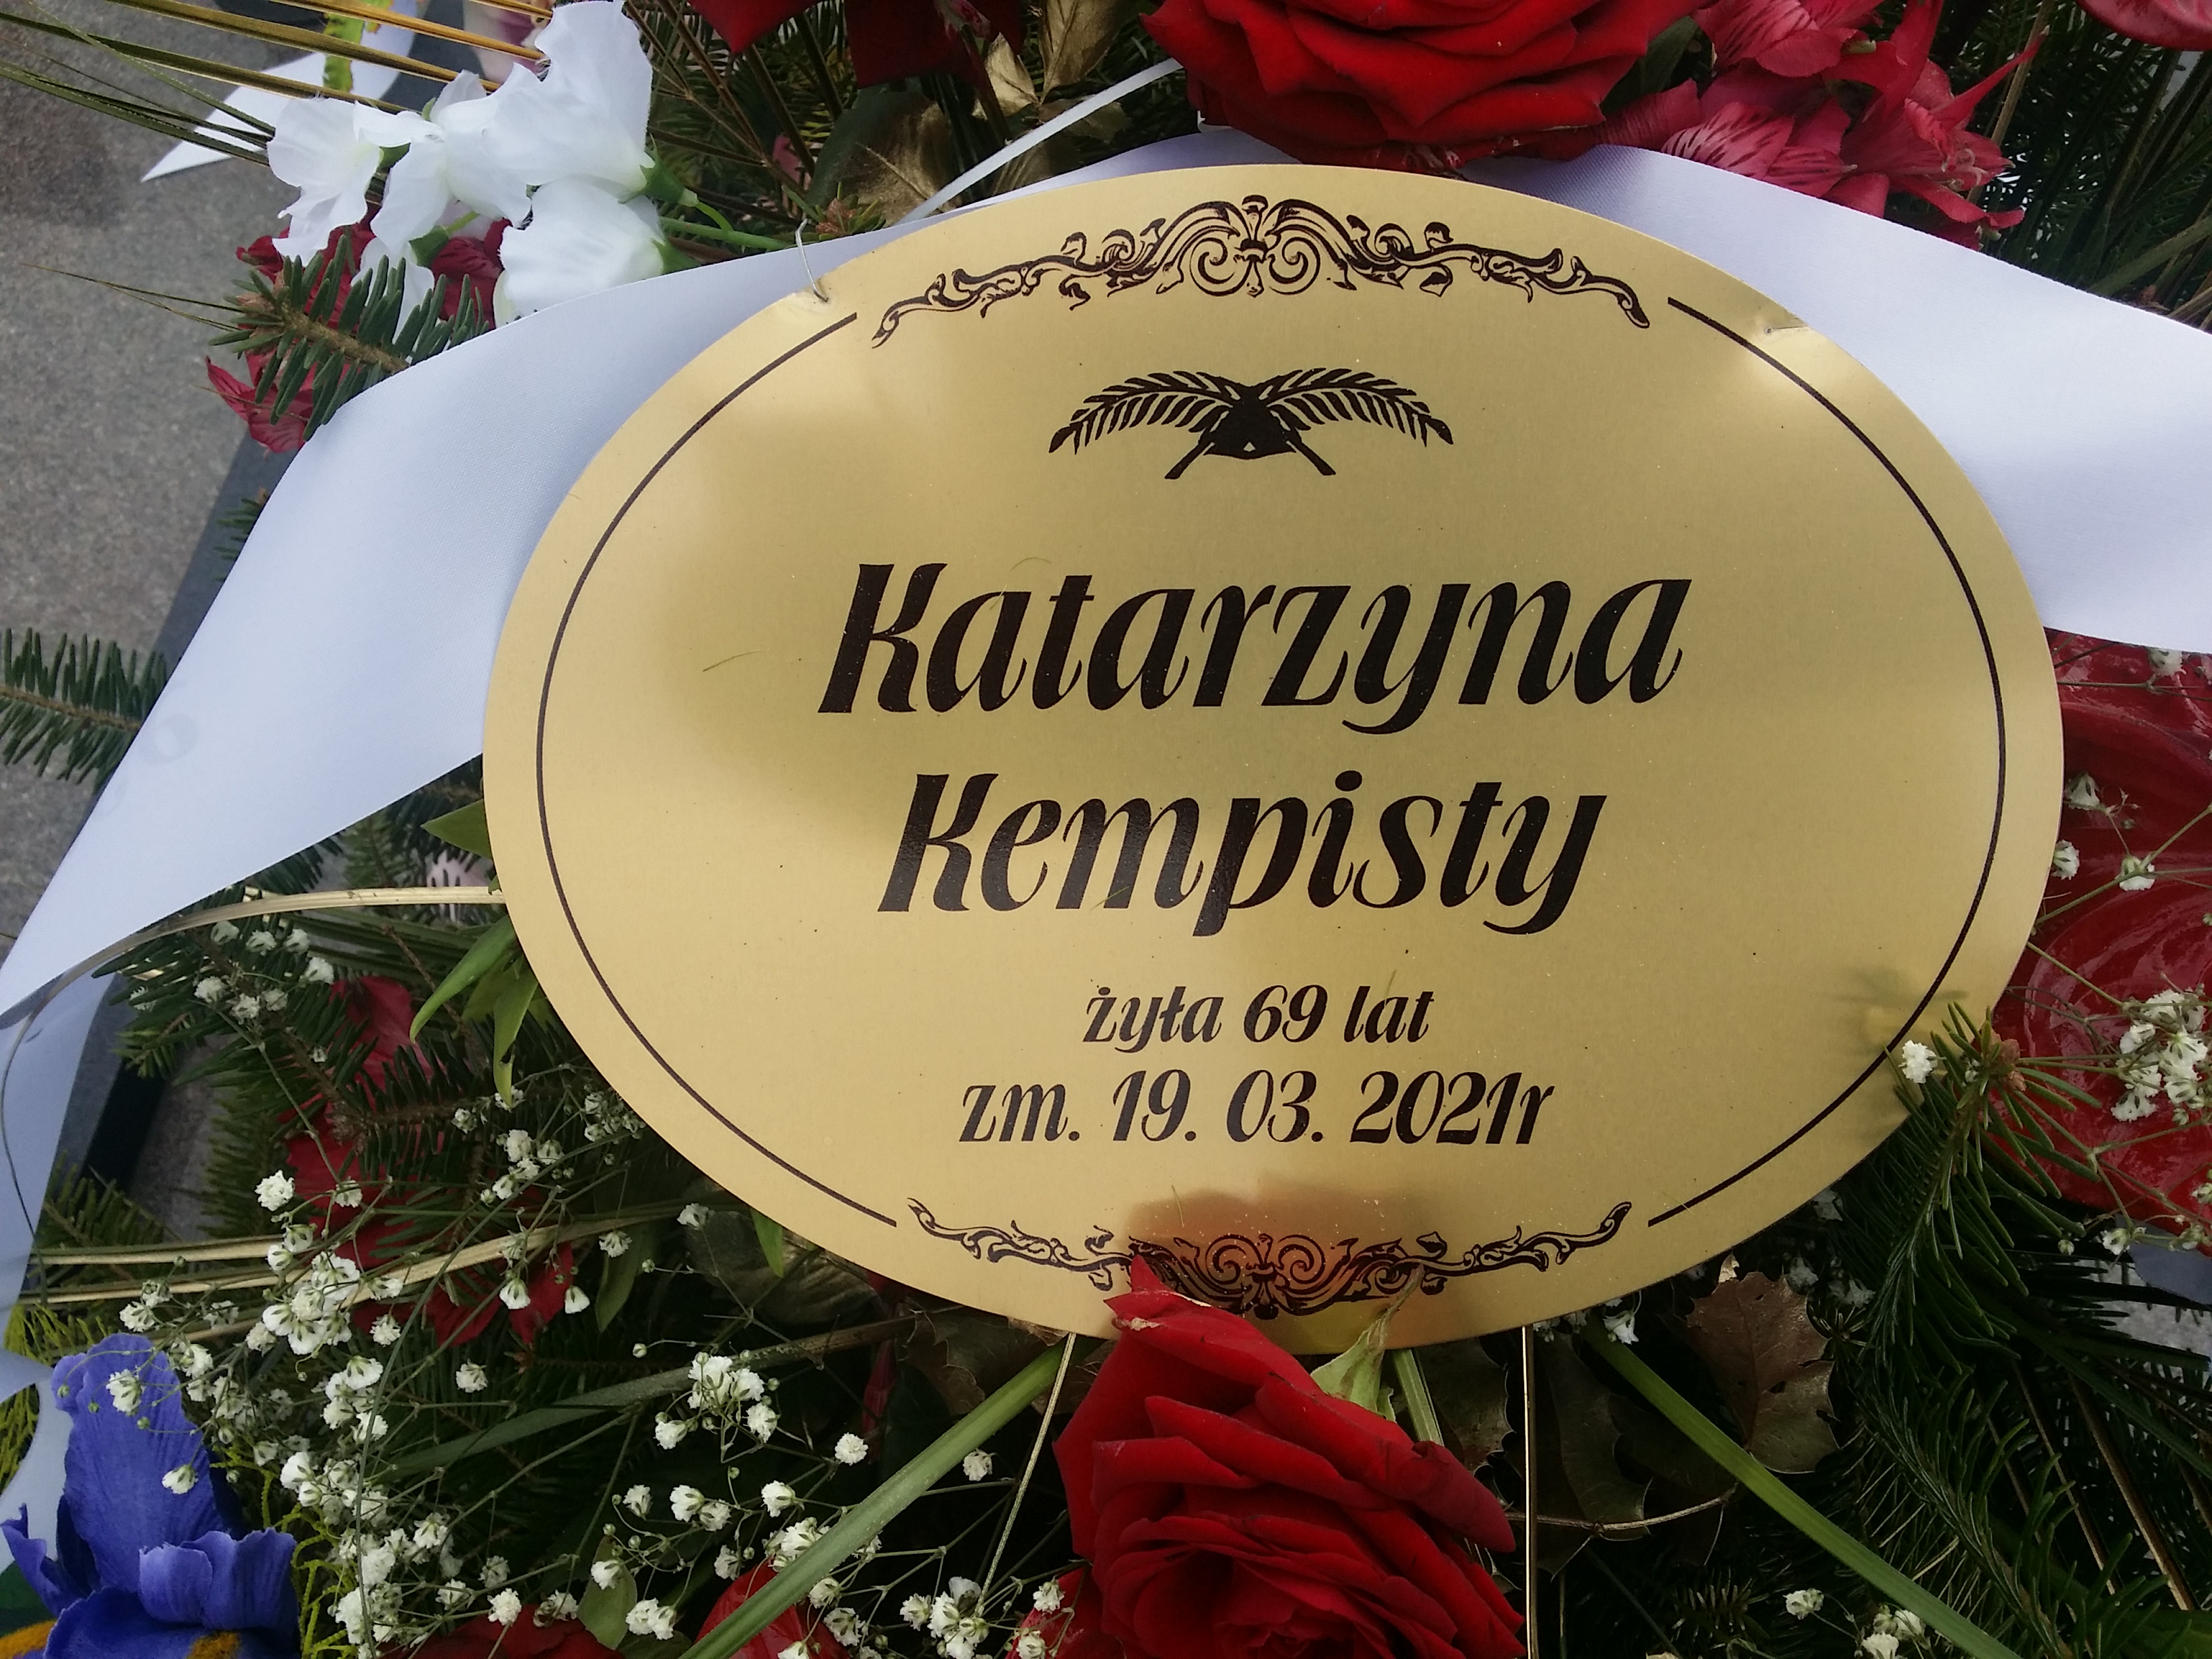 Katarzyna
Kempisty
żyła 69 lat
zm. 19. 03. 2021r